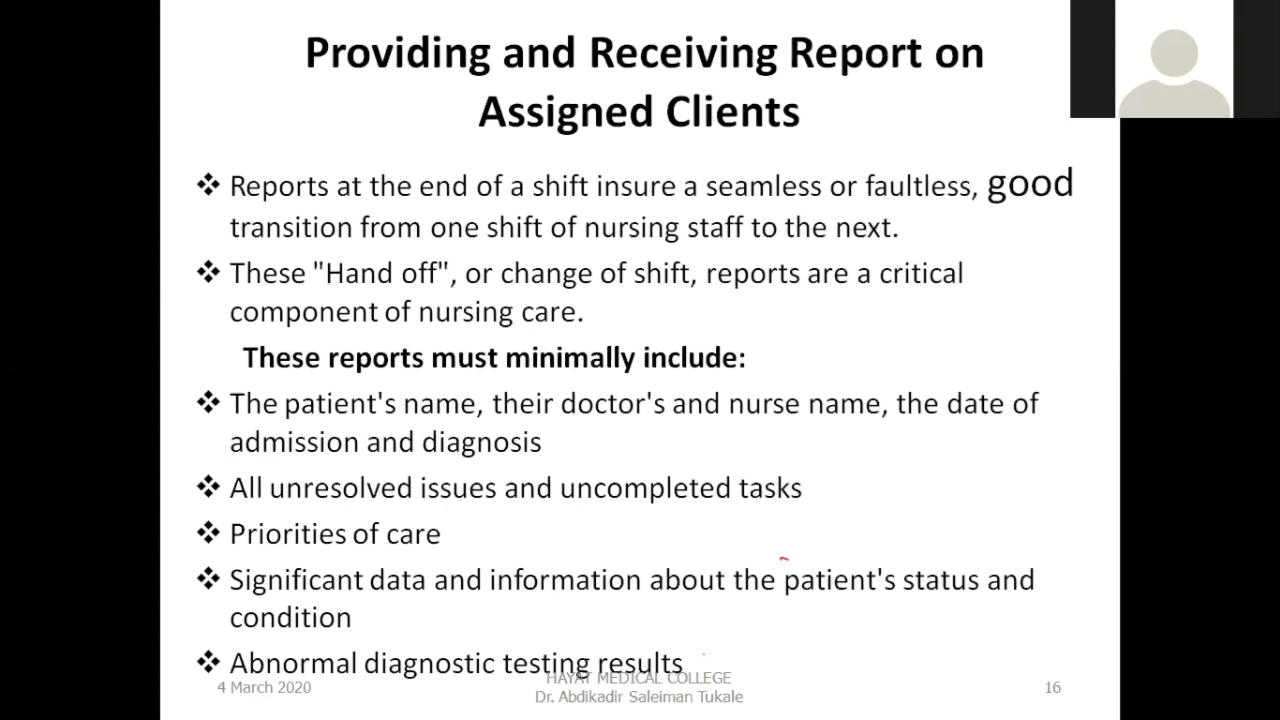 Providing and Receiving Report on
Assigned Clients
❖ Reports at the end of a shift insure a seamless or faultless, good
transition from one shift of nursing staff to the next.
❖ These "Hand off", or change of shift, reports are a critical
component of nursing care.
These reports must minimally include:
❖ The patient's name, their doctor's and nurse name, the date of
admission and diagnosis
❖ All unresolved issues and uncompleted tasks
❖ Priorities of care
❖ Significant data and information about the patient's status and
condition
❖ Abnormal diagnostic testing results
4 March 2020
HAYAT MEDICAL COLLEGE
Dr. Abdikadir Saleiman Tukale
16